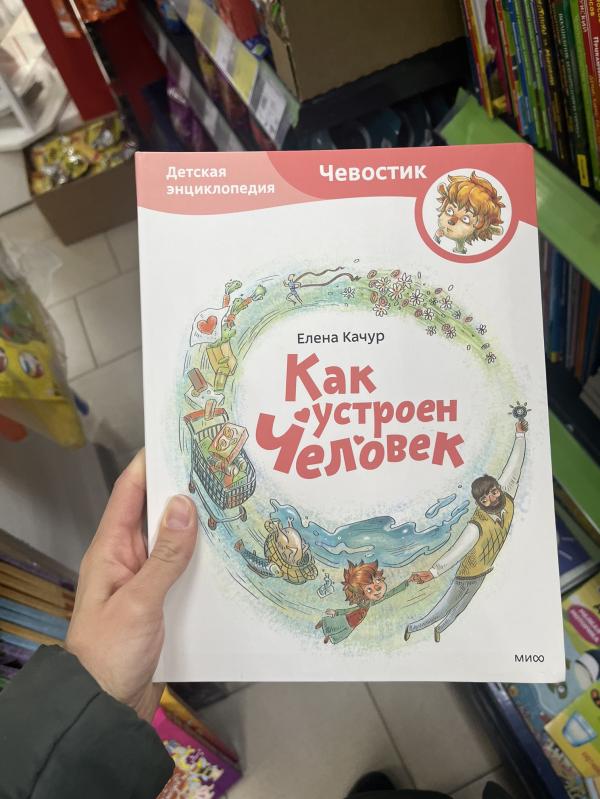 Детская
энциклопедия
Чевостик
Елена Качур
Как
устроен
Человек
миф